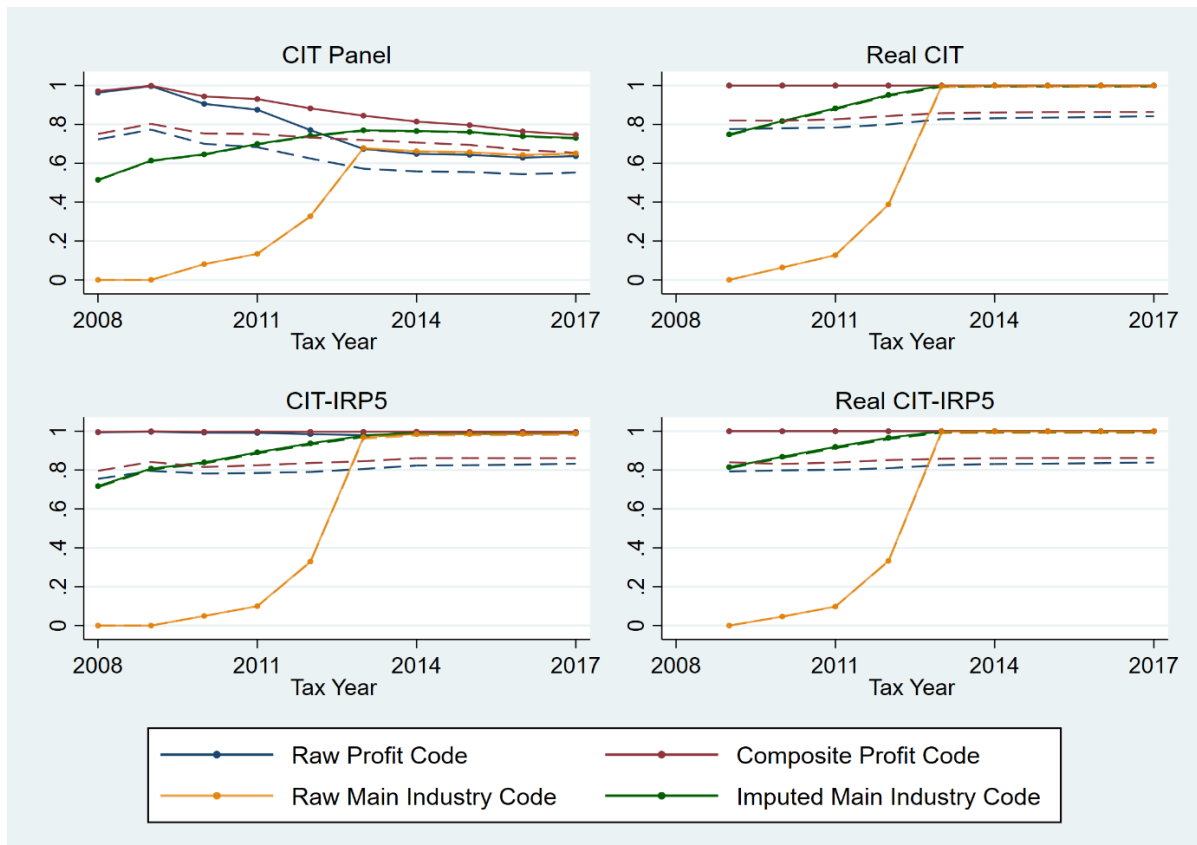 CIT Panel
1
.8
.6
.4
.2
0
2008 2011 2014 2017
Tax Year
Real CIT
1
.8
.6
.4
.2
0
2008 2011 2014 2017
Tax Year
CIT-IRP5
1
.8
.6
.4
.2
0
2008 2011 2014 2017
Tax Year
Real CIT-IRP5
1
.8
.6
.4
.2
0
2008 2011 2014 2017
Tax Year
Raw Profit Code Composite Profit Code
Raw Main Industry Code Imputed Main Industry Code